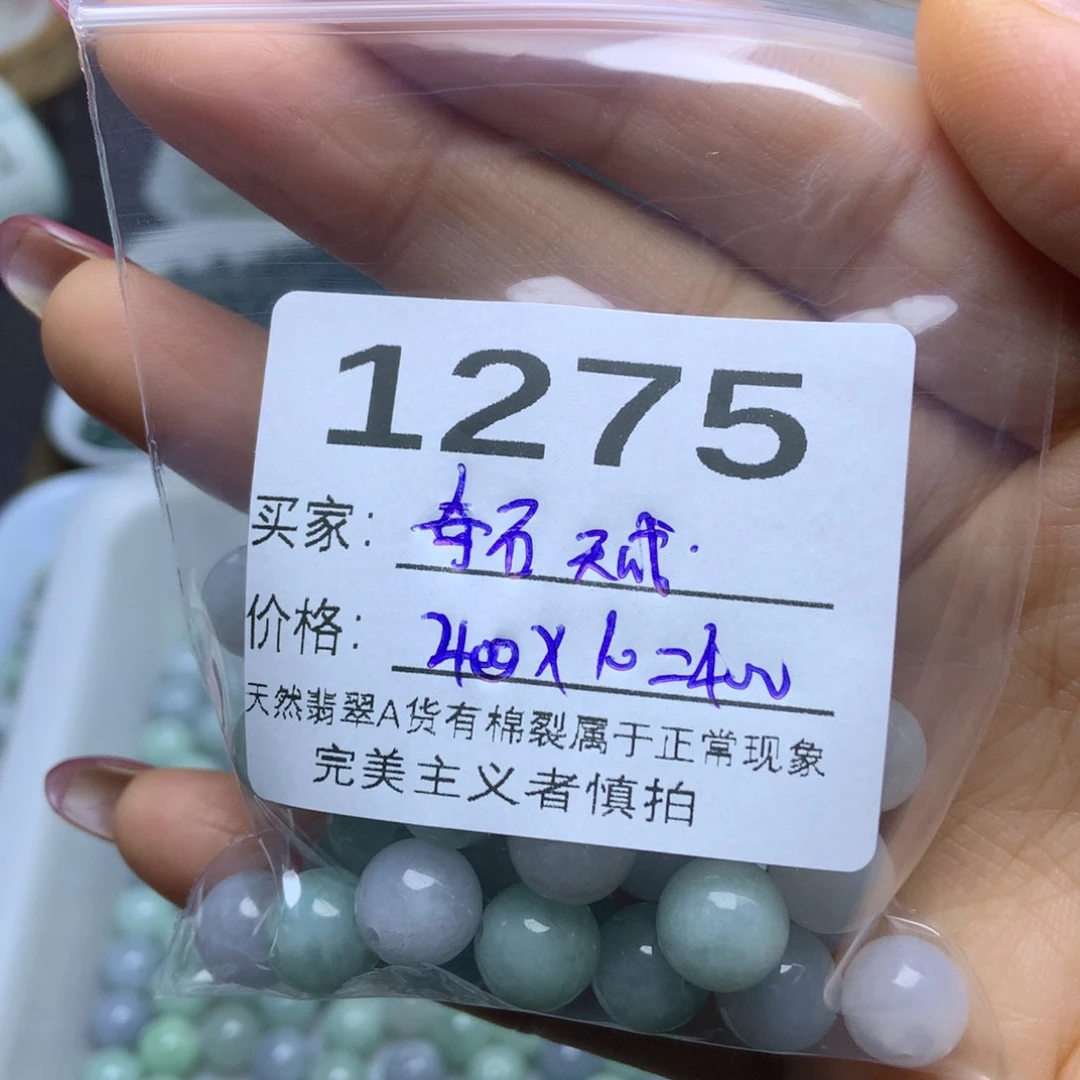 1275
买家: 奇石天成
价格:
天然翡翠A货有棉裂属于正常现象
完美主义者慎拍